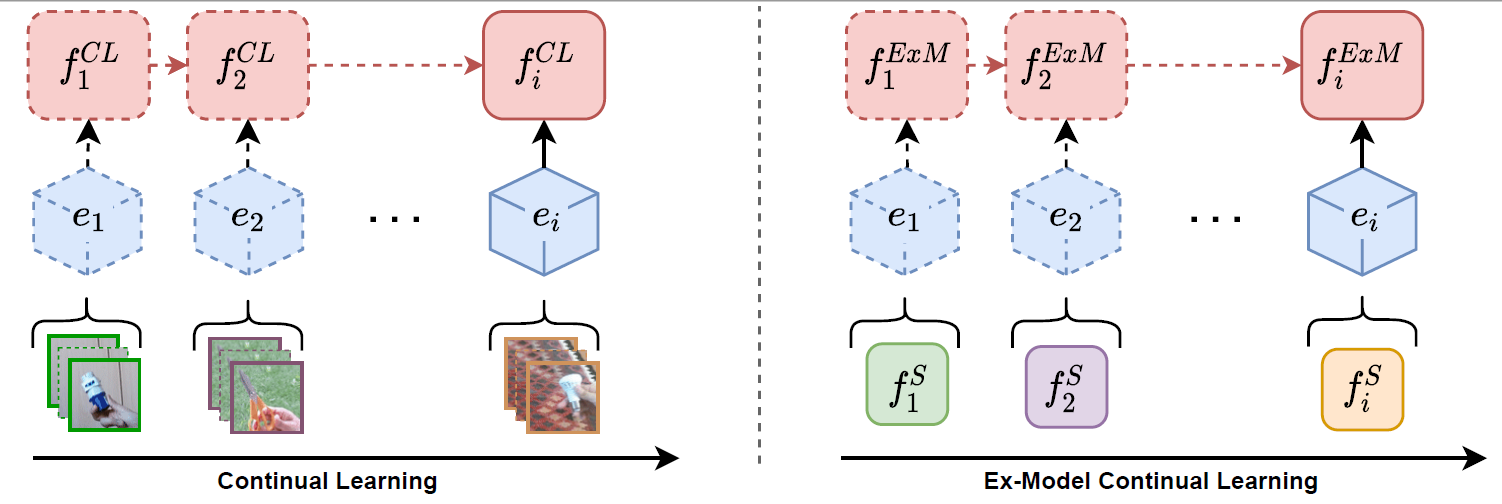 f_1^{CL} f_2^{CL} f_i^{CL} f_1^{ExM} f_2^{ExM} f_i^{ExM}
e_1 e_2 ... e_i e_1 e_2 ... e_i
f_1^S f_2^S f_i^S
Continual Learning Ex-Model Continual Learning